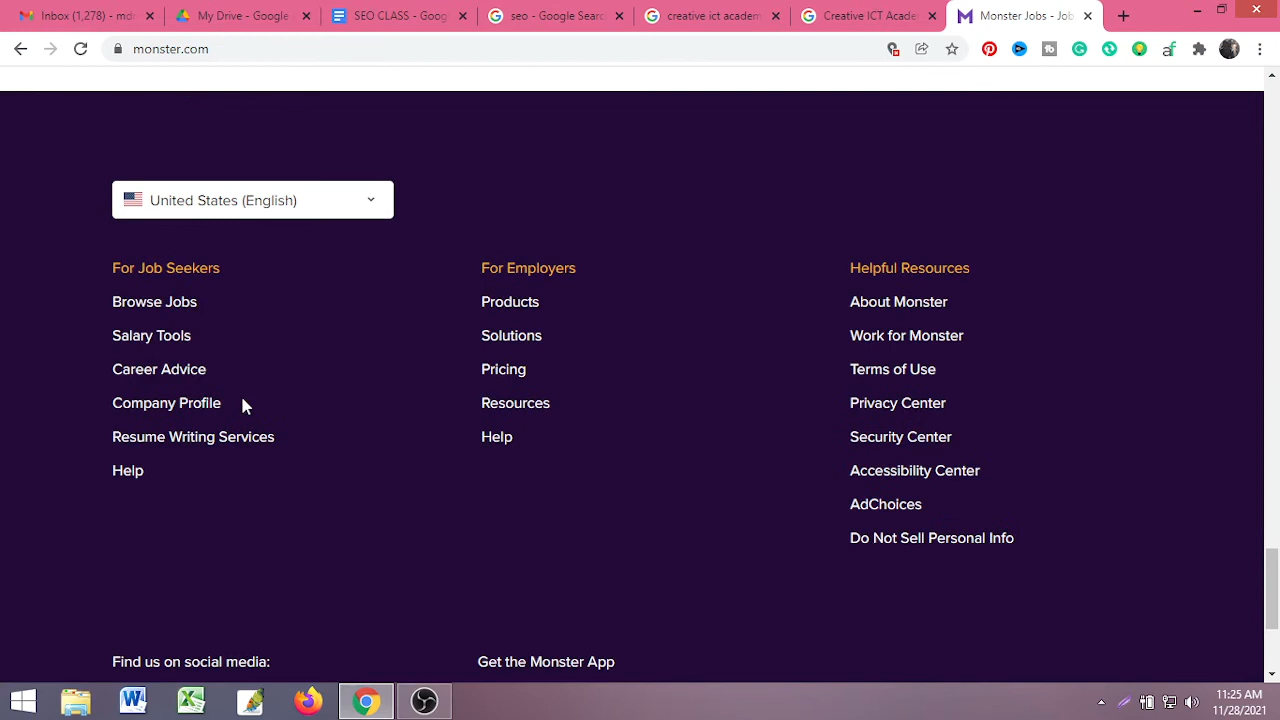 Inbox (1,278) - mdr
My Drive - Google
SEO CLASS - Goog
seo - Google Searc
creative ict academ
Creative ICT Acade
Monster Jobs - Job
monster.com
United States (English)
For Job Seekers
Browse Jobs
Salary Tools
Career Advice
Company Profile
Resume Writing Services
Help
For Employers
Products
Solutions
Pricing
Resources
Help
Helpful Resources
About Monster
Work for Monster
Terms of Use
Privacy Center
Security Center
Accessibility Center
AdChoices
Do Not Sell Personal Info
Find us on social media:
Get the Monster App
11:25 AM
11/28/2021